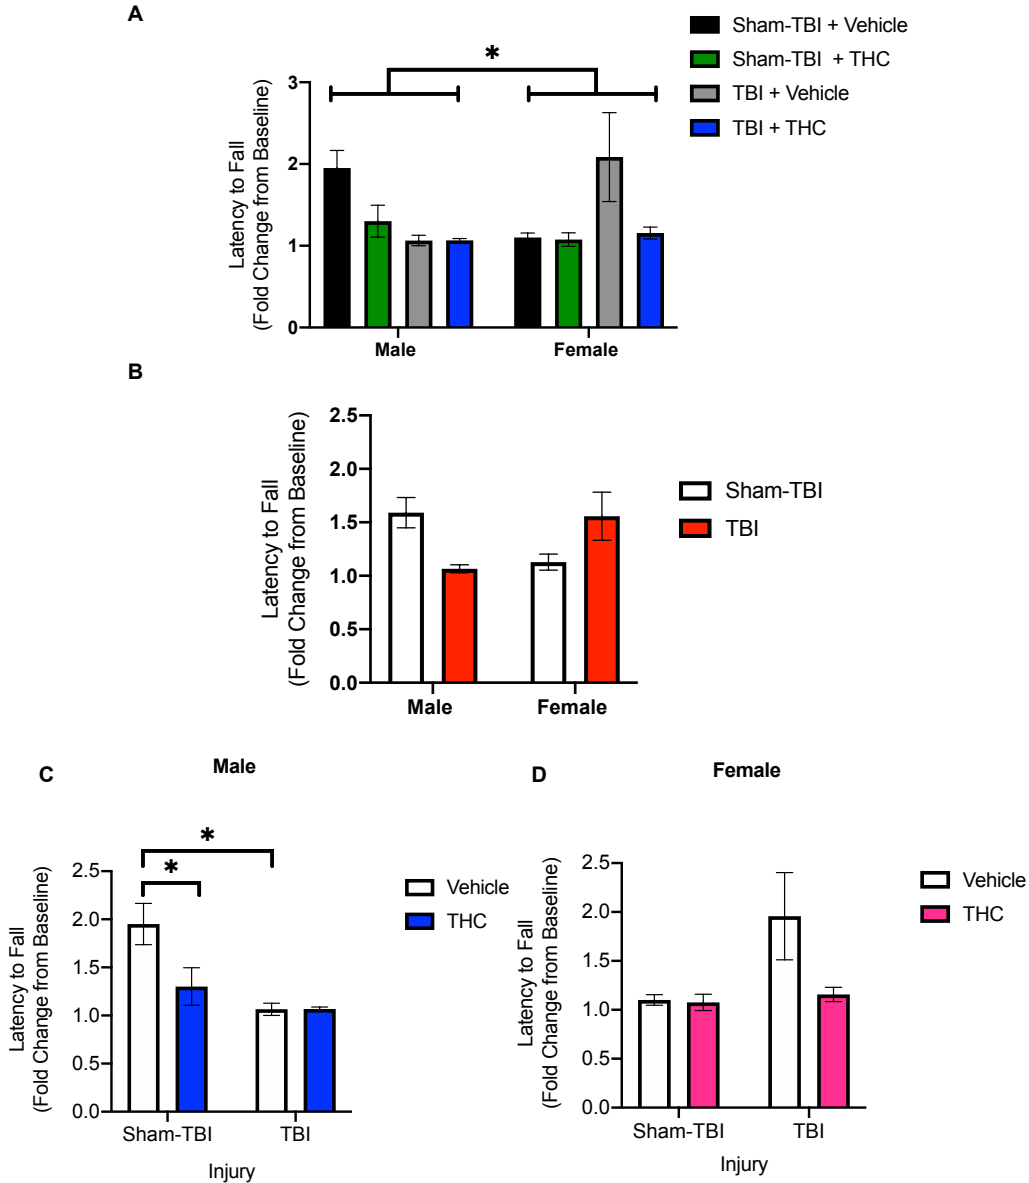 A
*
Sham-TBI + Vehicle
Sham-TBI + THC
TBI + Vehicle
TBI + THC
Latency to Fall
(Fold Change from Baseline)
3
2
1
0
Male
Female
B
Latency to Fall
(Fold Change from Baseline)
2.5
2.0
1.5
1.0
0.5
0.0
Male
Female
Sham-TBI
TBI
C
Male
*
*
Latency to Fall
(Fold Change from Baseline)
2.5
2.0
1.5
1.0
0.5
0.0
Sham-TBI
TBI
Injury
Vehicle
THC
D
Female
Latency to Fall
(Fold Change from Baseline)
2.5
2.0
1.5
1.0
0.5
0.0
Sham-TBI
TBI
Injury
Vehicle
THC